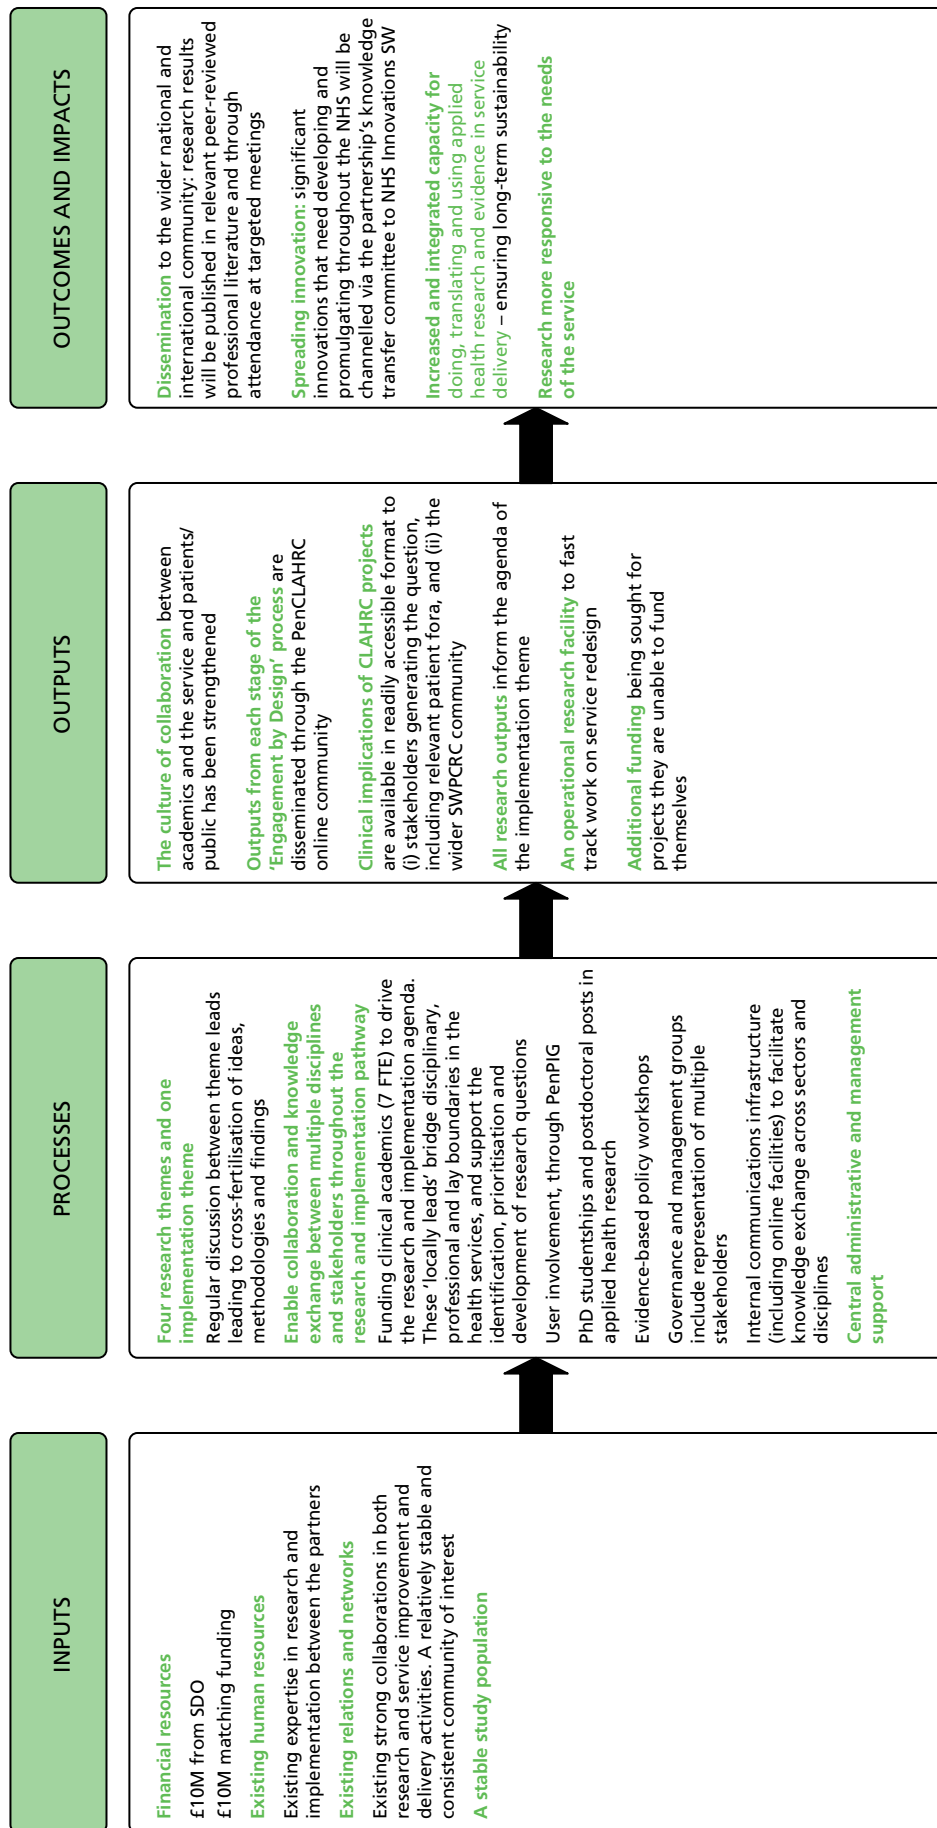 INPUTS
Financial resources
£10M from SDO
£10M matching funding
Existing human resources
Existing expertise in research and
implementation between the partners
Existing relations and networks
Existing strong collaborations in both
research and service improvement and
delivery activities. A relatively stable and
consistent community of interest
A stable study population
PROCESSES
Four research themes and one
implementation theme
Regular discussion between theme leads
leading to cross-fertilisation of ideas,
methodologies and findings
Enable collaboration and knowledge
exchange between multiple disciplines
and stakeholders throughout the
research and implementation pathway
Funding clinical academics (7 FTE) to drive
the research and implementation agenda.
These ‘locally leads’ bridge disciplinary,
professional and lay boundaries in the
health services, and support the
identification, prioritisation and
development of research questions
User involvement, through PenPIG
PhD studentships and postdoctoral posts in
applied health research
Evidence-based policy workshops
Governance and management groups
include representation of multiple
stakeholders
Internal communications infrastructure
(including online facilities) to facilitate
knowledge exchange across sectors and
disciplines
Central administrative and management
support
OUTPUTS
The culture of collaboration between
academics and the service and patients/
public has been strengthened
Outputs from each stage of the
‘Engagement by Design’ process are
disseminated through the PenCLAHRC
online community
Clinical implications of CLAHRC projects
are available in readily accessible format to
(i) stakeholders generating the question,
including relevant patient fora, and (ii) the
wider SWPCRC community
All research outputs inform the agenda of
the implementation theme
An operational research facility to fast
track work on service redesign
Additional funding being sought for
projects they are unable to fund
themselves
OUTCOMES AND IMPACTS
Dissemination to the wider national and
international community: research results
will be published in relevant peer-reviewed
professional literature and through
attendance at targeted meetings
Spreading innovation: significant
innovations that need developing and
promulgating throughout the NHS will be
channelled via the partnership’s knowledge
transfer committee to NHS Innovations SW
Increased and integrated capacity for
doing, translating and using applied
health research and evidence in service
delivery – ensuring long-term sustainability
Research more responsive to the needs
of the service